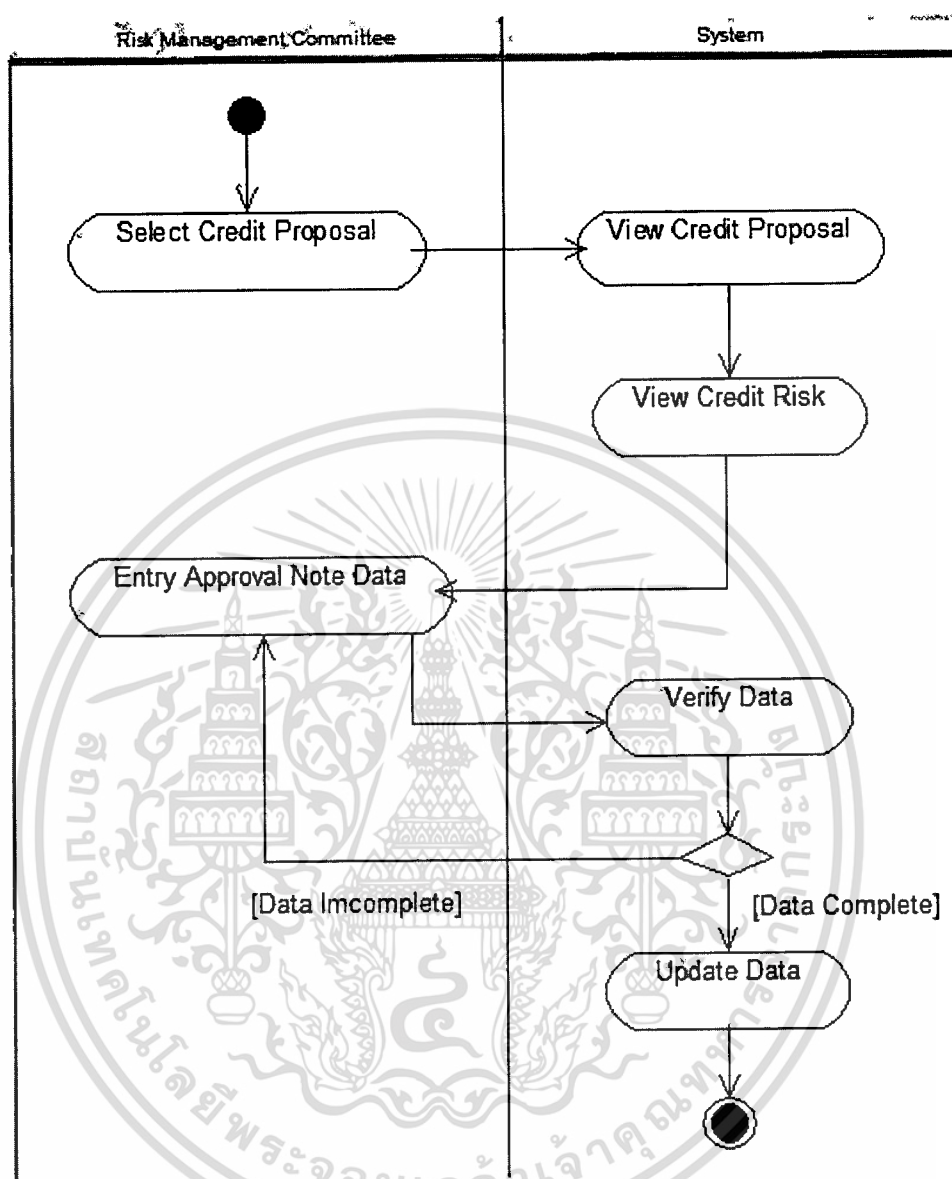 Risk Management Committee
System
Select Credit Proposal
View Credit Proposal
View Credit Risk
Entry Approval Note Data
Verify Data
[Data Imcomplete]
[Data Complete]
Update Data